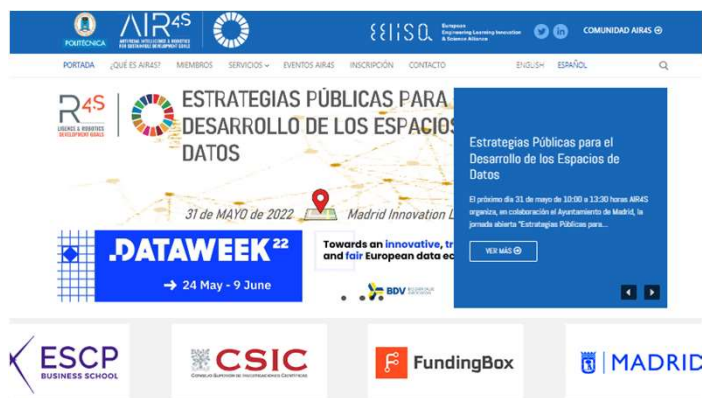 POLITÉCNICA
AIR4S
ARTIFICIAL INTELLIGENCE & ROBOTICS
FOR SUSTAINABLE DEVELOPMENT GOALS
EELISA
European
Engineering Learning Innovation
& Science Alliance
COMUNIDAD AIR4S
PORTADA ¿QUÉ ES AIR4S? MIEMBROS SERVICIOS EVENTOS AIR4S INSCRIPCIÓN CONTACTO ENGLISH ESPAÑOL
R4S
LIGENCE & ROBOTICS
DEVELOPMENT GOALS
ESTRATEGIAS PÚBLICAS PARA
DESARROLLO DE LOS ESPACIOS
DATOS
31 de MAYO de 2022
Madrid Innovation L
.DATAWEEK22
→ 24 May - 9 June
Towards an innovative, tr
and fair European data ec
BDV
Estrategias Públicas para el
Desarrollo de los Espacios de
Datos
El próximo día 31 de mayo de 10:00 a 13:30 horas AIR4S
organiza, en colaboración el Ayuntamiento de Madrid, la
jornada abierta "Estratagias Públicas para...
VER MÁS
ESCP
BUSINESS SCHOOL
CSIC
CONSEJO SUPERIOR DE INVESTIGACIONES CIENTÍFICAS
FundingBox
MADRID